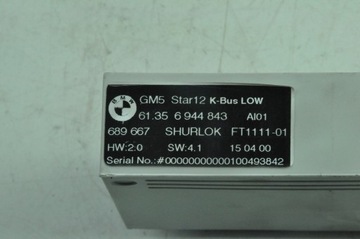 BMW
GM5 Star12 K-Bus LOW
61.35 6 944 843 AI01
689 667 SHURLOK FT1111-01
HW:2.0 SW:4.1 15 04 00
Serial No.:#00000000000100493842